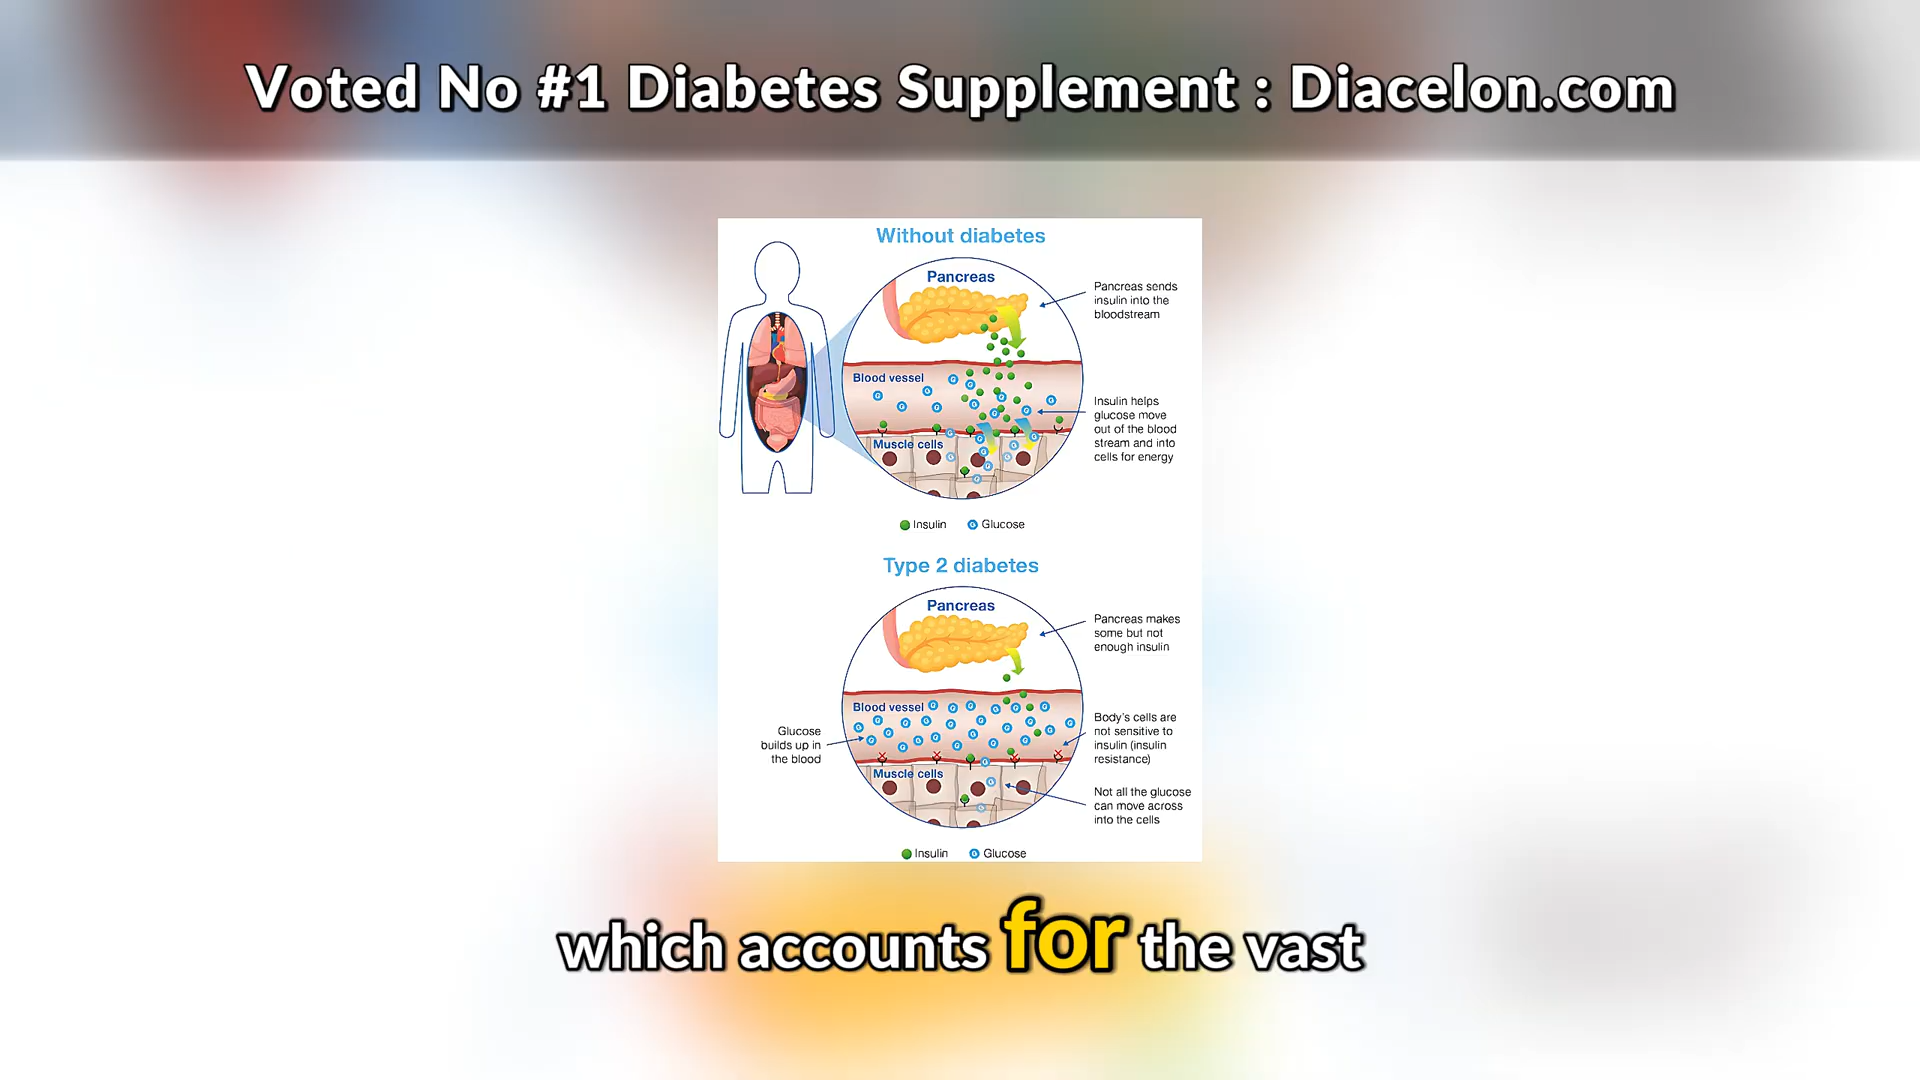 Voted No #1 Diabetes Supplement : Diacelon.com
Without diabetes
Pancreas
Pancreas sends
insulin into the
bloodstream
Blood vessel
Insulin helps
glucose move
out of the blood
stream and into
cells for energy
Muscle cells
Insulin
Glucose
Type 2 diabetes
Pancreas
Pancreas makes
some but not
enough insulin
Blood vessel
Glucose
builds up in
the blood
Body's cells are
not sensitive to
insulin (insulin
resistance)
Muscle cells
Not all the glucose
can move across
into the cells
Insulin
Glucose
which accounts for the vast